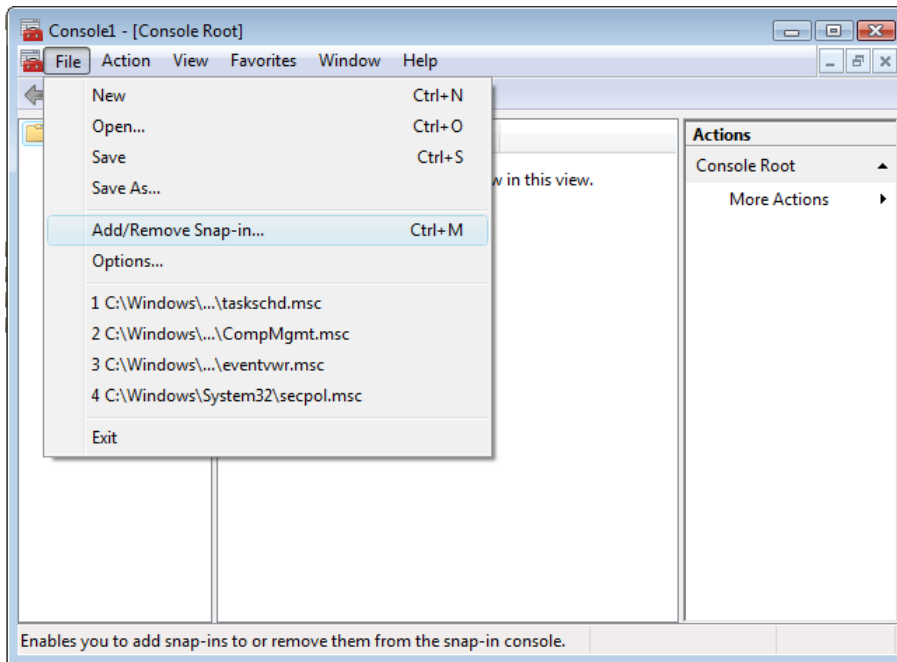 Console1 - [Console Root]
File Action View Favorites Window Help
New Ctrl+N
Open... Ctrl+O
Save Ctrl+S
Save As...
Add/Remove Snap-in... Ctrl+M
Options...
1 C:\Windows\...\taskschd.msc
2 C:\Windows\...\CompMgmt.msc
3 C:\Windows\...\eventvwr.msc
4 C:\Windows\System32\secpol.msc
Exit
in this view.
Actions
Console Root
More Actions
Enables you to add snap-ins to or remove them from the snap-in console.